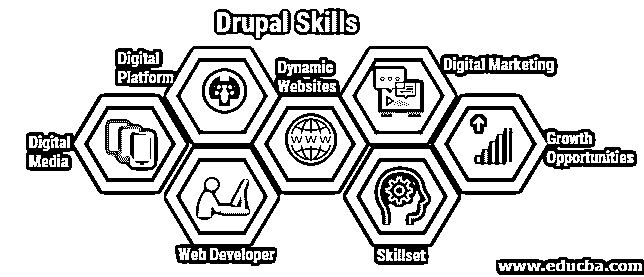 Drupal Skills
Digital
Platform
Dynamic
Websites
Digital Marketing
Digital
Media
WWW
Growth
Opportunities
Web Developer
Skillset
www.educba.com